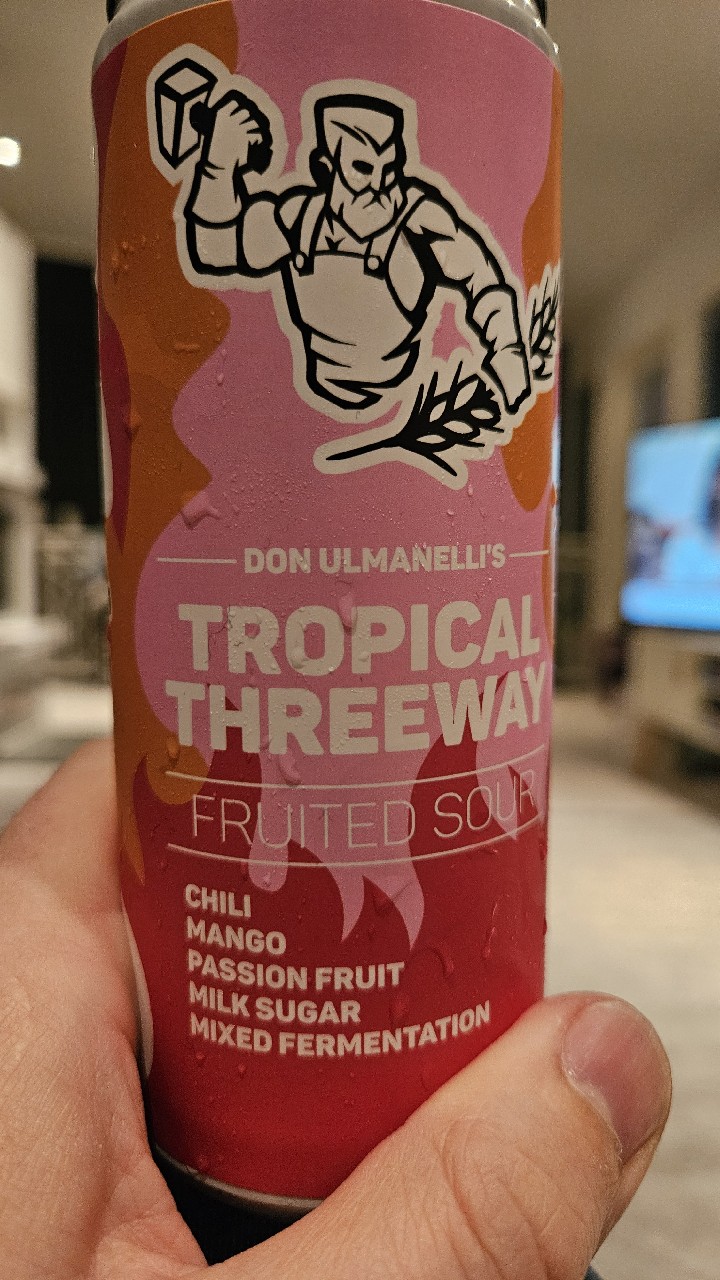 DON ULMANELLI'S
TROPICAL
THREEWAY
FRUITED SOUR
CHILI
MANGO
PASSION FRUIT
MILK SUGAR
MIXED FERMENTATION